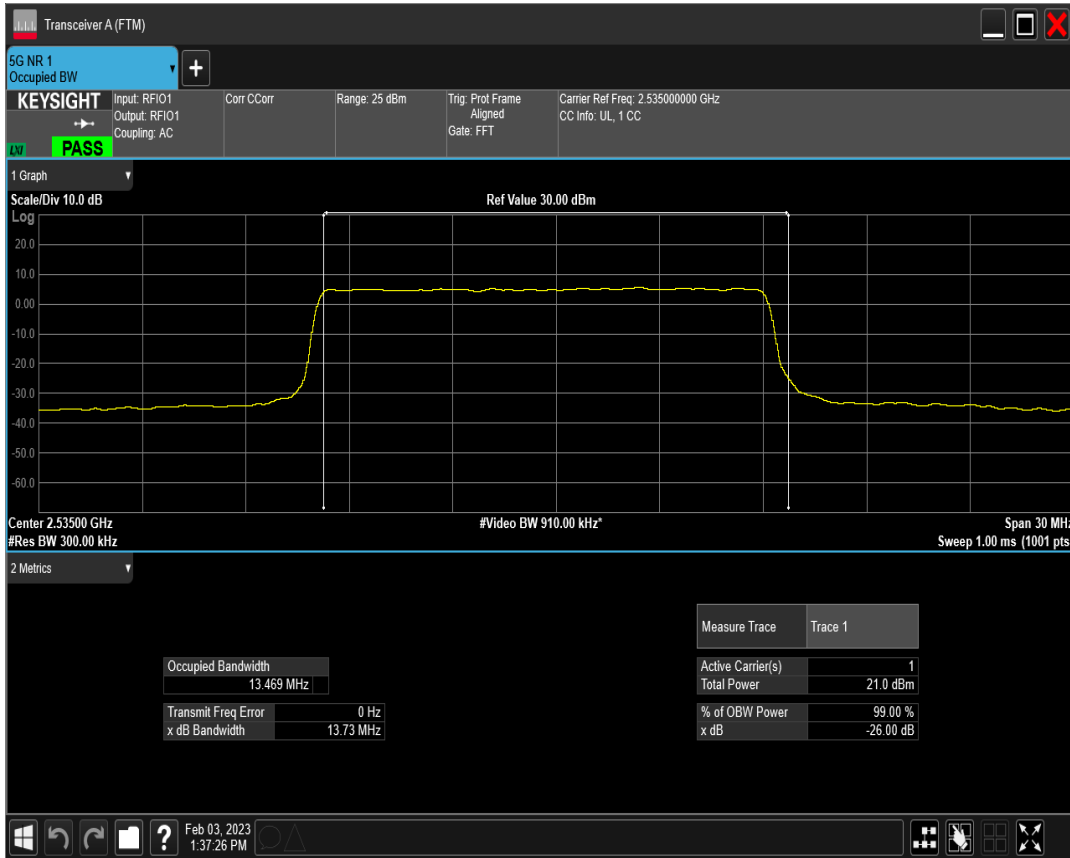 Transceiver A (FTM)
5G NR 1
Occupied BW
+
KEYSIGHT
LXI
PASS
Input: RFIO1
Output: RFIO1
Coupling: AC
Corr CCorr
Range: 25 dBm
Trig: Prot Frame
Aligned
Gate: FFT
Carrier Ref Freq: 2.535000000 GHz
CC Info: UL, 1 CC
1 Graph
Scale/Div 10.0 dB
Ref Value 30.00 dBm
Log
20.0
10.0
0.00
-10.0
-20.0
-30.0
-40.0
-50.0
-60.0
Center 2.53500 GHz
#Video BW 910.00 kHz*
Span 30 MHz
#Res BW 300.00 kHz
Sweep 1.00 ms (1001 pts
2 Metrics
Measure Trace Trace 1
Occupied Bandwidth
13.469 MHz
Active Carrier(s) 1
Total Power 21.0 dBm
Transmit Freq Error 0 Hz
x dB Bandwidth 13.73 MHz
% of OBW Power 99.00 %
x dB -26.00 dB
?
Feb 03, 2023
1:37:26 PM